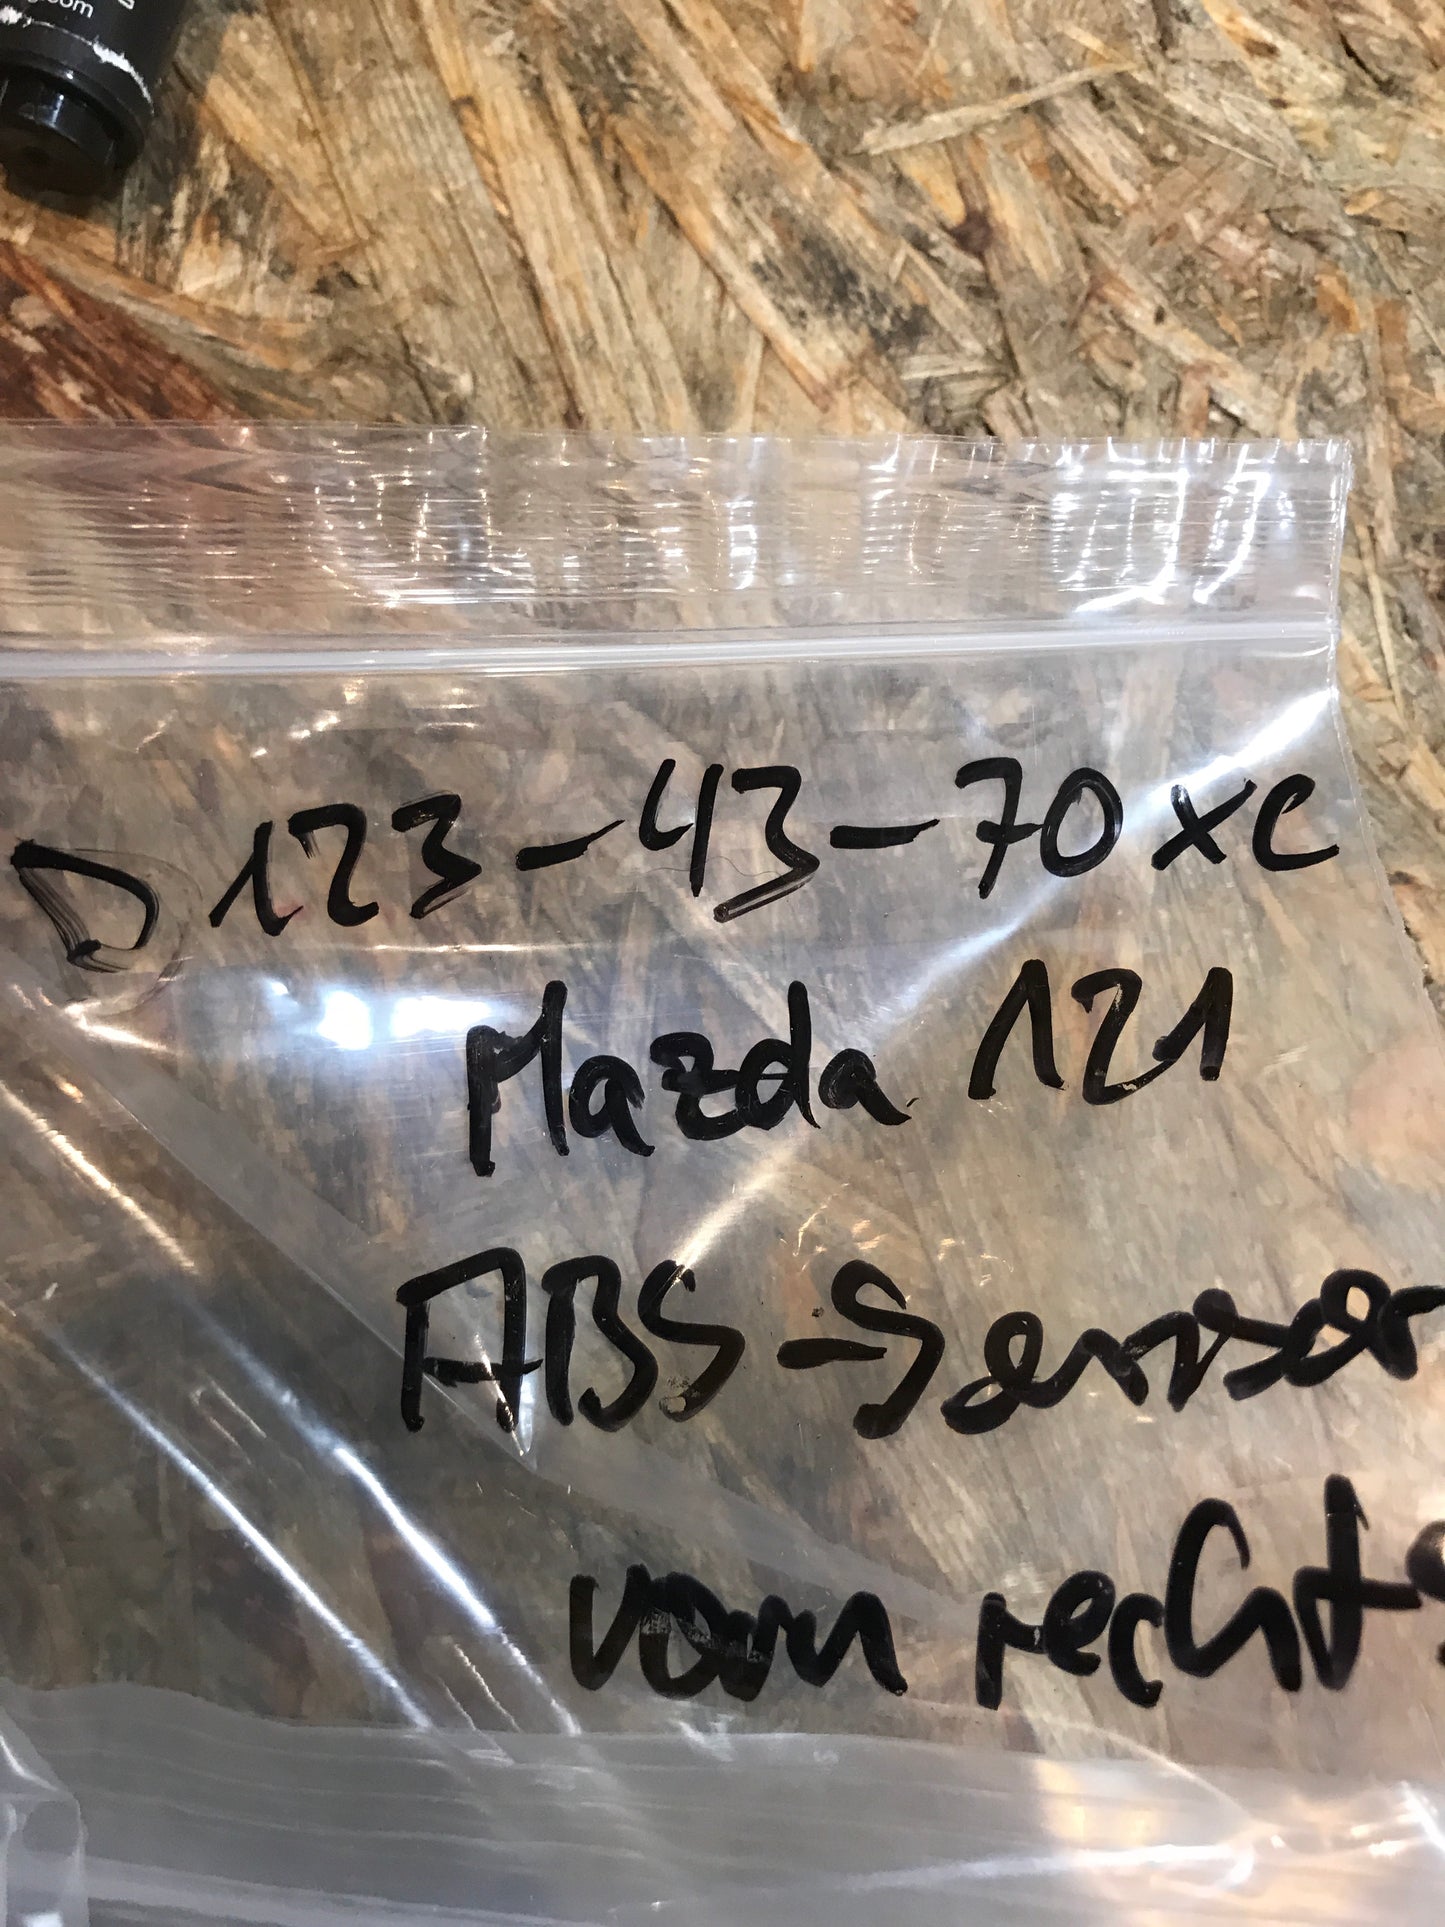 D123-43-70xC
Mazda 121
ABS-Sensor
vorn rechts